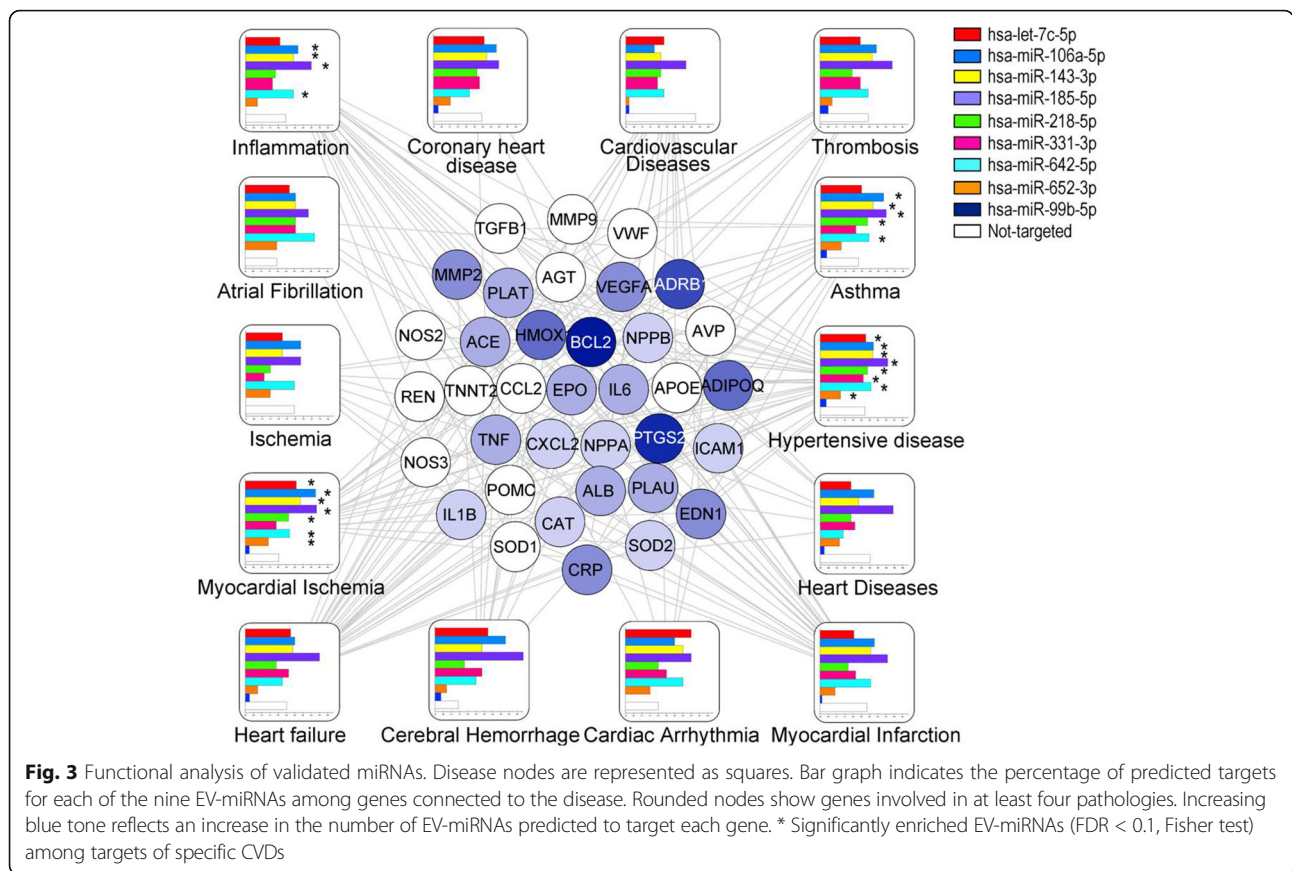 Inflammation
Coronary heart
disease
Cardiovascular
Diseases
Thrombosis
hsa-let-7c-5p
hsa-miR-106a-5p
hsa-miR-143-3p
hsa-miR-185-5p
hsa-miR-218-5p
hsa-miR-331-3p
hsa-miR-642-5p
hsa-miR-652-3p
hsa-miR-99b-5p
Not-targeted
Atrial Fibrillation
Asthma
Ischemia
Hypertensive disease
Myocardial Ischemia
Heart Diseases
Heart failure
Cerebral Hemorrhage
Cardiac Arrhythmia
Myocardial Infarction
TGFB1
MMP9
VWF
MMP2
PLAT
AGT
VEGFA
ADRB1
NOS2
ACE
HMOX1
BCL2
NPPB
AVP
REN
TNNT2
CCL2
EPO
IL6
APOE
ADIPOQ
TNF
CXCL2
NPPA
PTGS2
ICAM1
NOS3
POMC
ALB
PLAU
IL1B
CAT
EDN1
SOD1
SOD2
CRP
Fig. 3 Functional analysis of validated miRNAs. Disease nodes are represented as squares. Bar graph indicates the percentage of predicted targets
for each of the nine EV-miRNAs among genes connected to the disease. Rounded nodes show genes involved in at least four pathologies. Increasing
blue tone reflects an increase in the number of EV-miRNAs predicted to target each gene. * Significantly enriched EV-miRNAs (FDR < 0.1, Fisher test)
among targets of specific CVDs